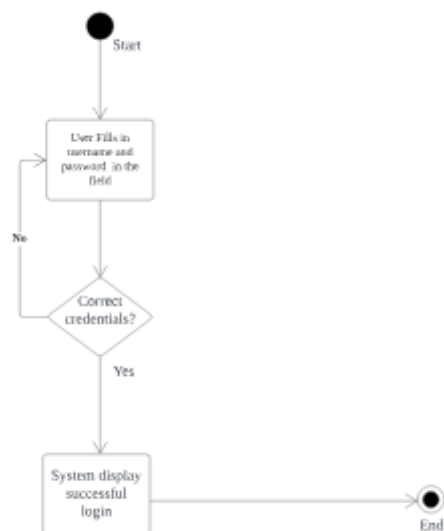 Start
User Fills in
username and
password in the
field
No
Correct
credentials?
Yes
System display
successful
login
End